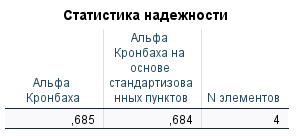 Статистика надежности
Альфа
Кронбаха
Альфа
Кронбаха на
основе
стандартизова
нных пунктов
N элементов
,685
,684
4